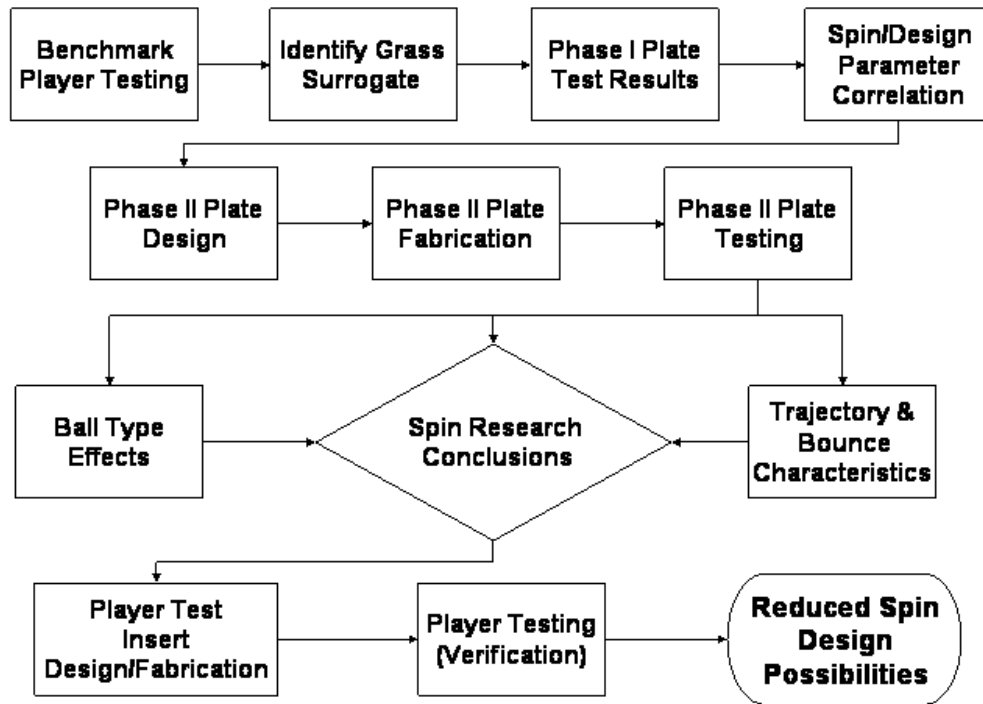 Benchmark
Player Testing
Identify Grass
Surrogate
Phase I Plate
Test Results
Spin/Design
Parameter
Correlation
Phase II Plate
Design
Phase II Plate
Fabrication
Phase II Plate
Testing
Ball Type
Effects
Spin Research
Conclusions
Trajectory &
Bounce
Characteristics
Player Test
Insert
Design/Fabrication
Player Testing
(Verification)
Reduced Spin
Design
Possibilities